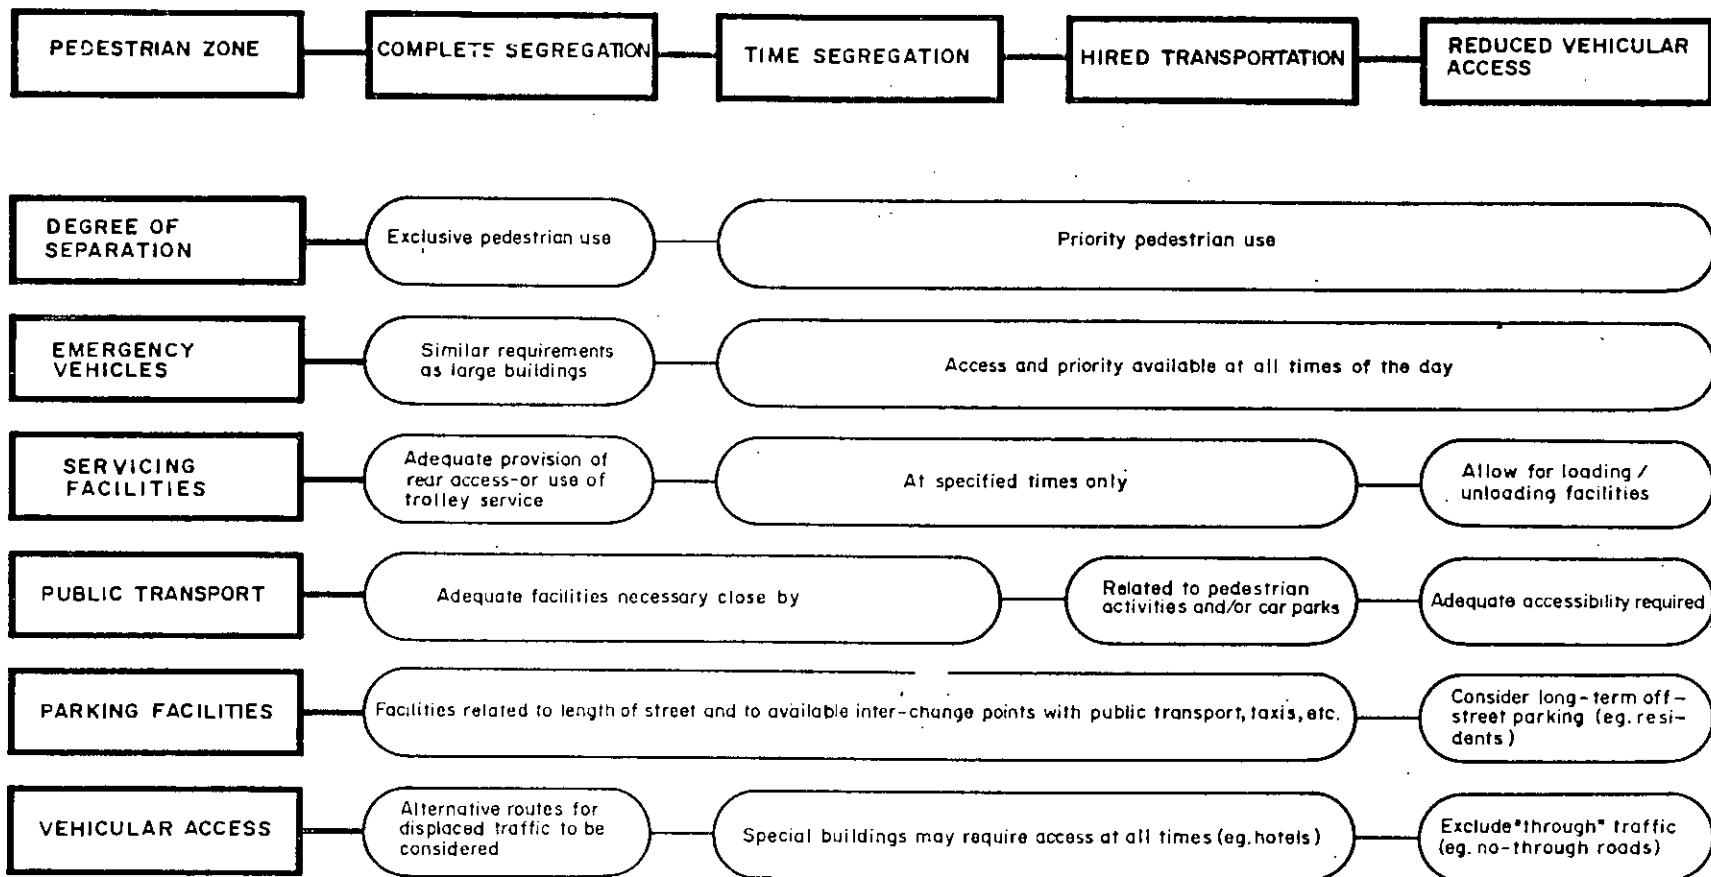 PEDESTRIAN ZONE
COMPLETE SEGREGATION
TIME SEGREGATION
HIRED TRANSPORTATION
REDUCED VEHICULAR
ACCESS
DEGREE OF
SEPARATION
Exclusive pedestrian use
Priority pedestrian use
EMERGENCY
VEHICLES
Similar requirements
as large buildings
Access and priority available at all times of the day
SERVICING
FACILITIES
Adequate provision of
rear access-or use of
trolley service
At specified times only
Allow for loading /
unloading facilities
PUBLIC TRANSPORT
Adequate facilities necessary close by
Related to pedestrian
activities and/or car parks
Adequate accessibility required
PARKING FACILITIES
Facilities related to length of street and to available inter-change points with public transport, taxis, etc.
Consider long-term off-
street parking (eg. resi-
dents)
VEHICULAR ACCESS
Alternative routes for
displaced traffic to be
considered
Special buildings may require access at all times (eg. hotels)
Exclude "through" traffic
(eg. no-through roads)